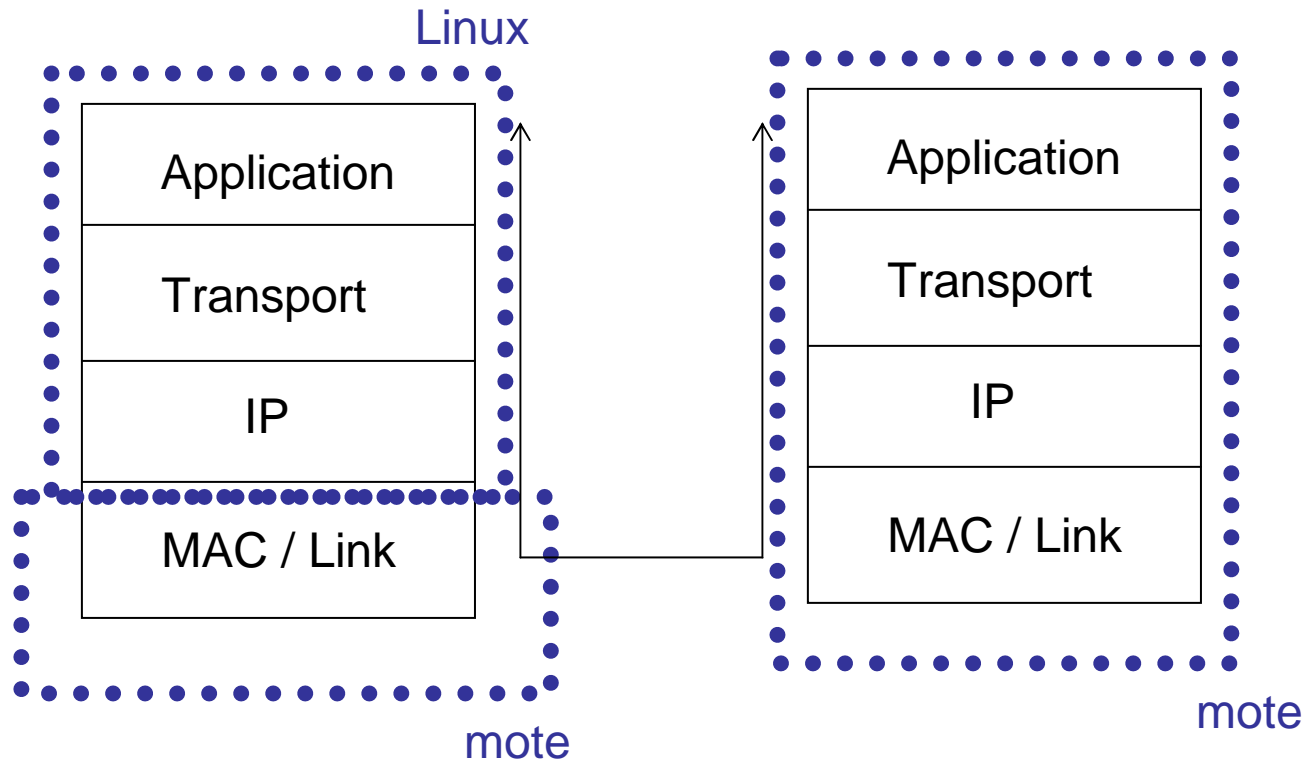 Linux
Application
Transport
IP
MAC / Link
mote
Application
Transport
IP
MAC / Link
mote